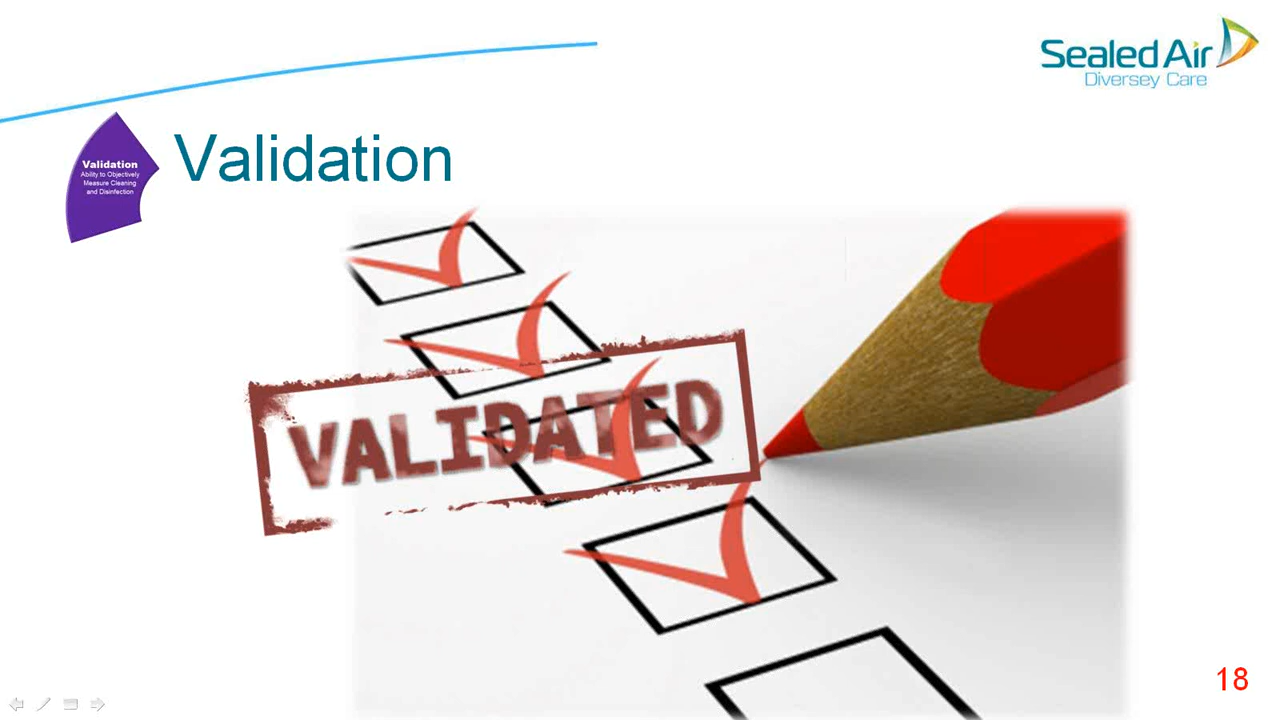 Sealed Air
Diversey Care
Validation
Validation
Ability to Objectively
Measure Cleaning
and Disinfection
VALIDATED
18